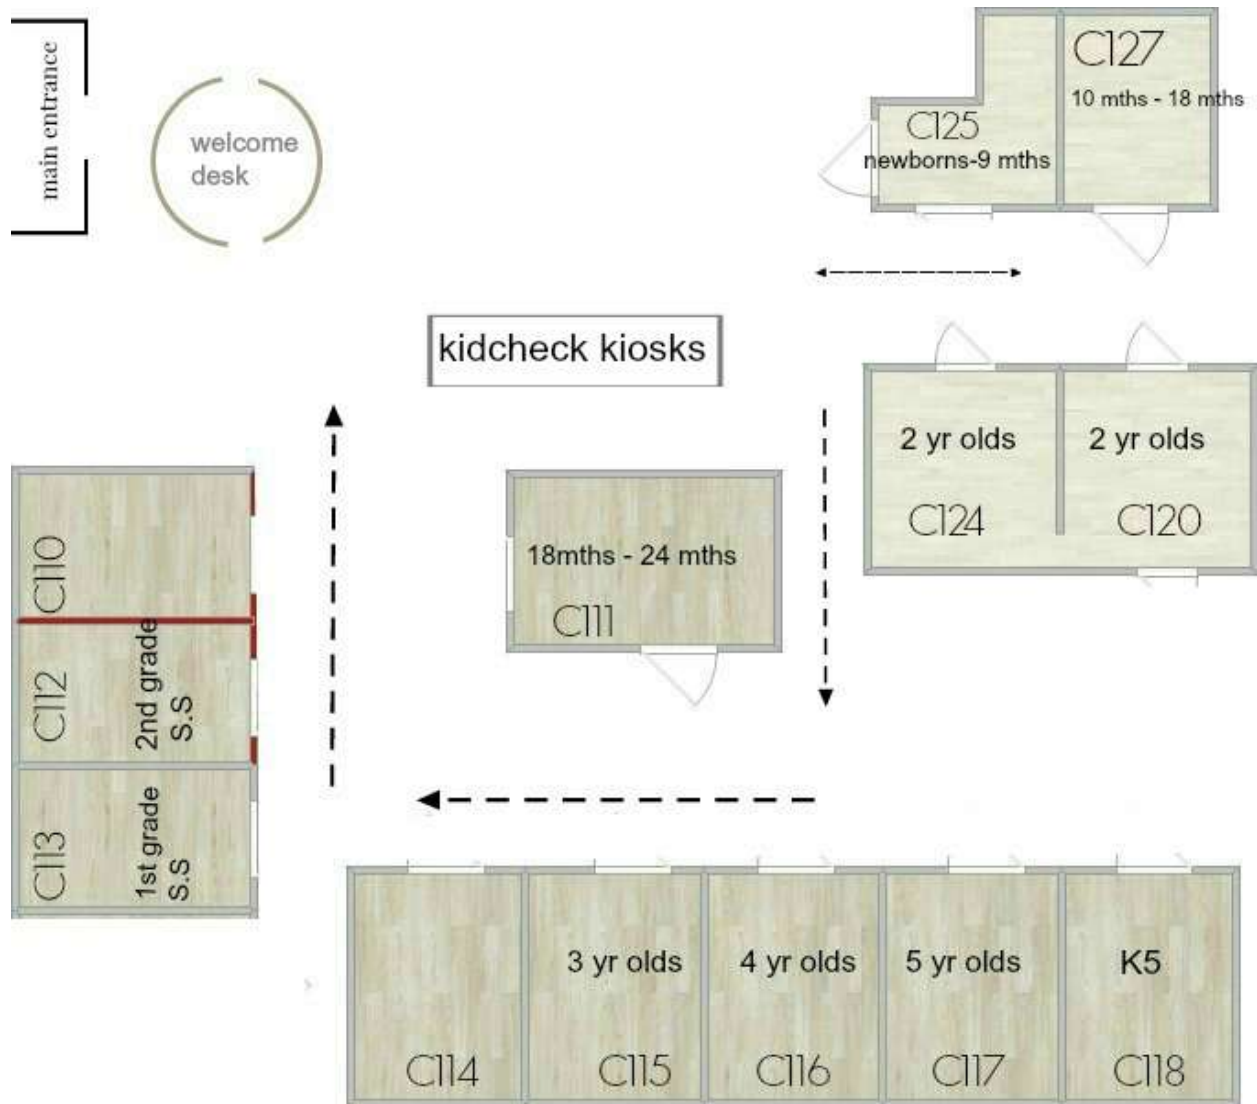 main entrance
welcome
desk
C127
10 mths - 18 mths
C125
newborns-9 mths
kidcheck kiosks
2 yr olds
C124
2 yr olds
C120
18mths - 24 mths
C111
C110
C112
2nd grade
S.S
C113
1st grade
S.S
C114
3 yr olds
C115
4 yr olds
C116
5 yr olds
C117
K5
C118